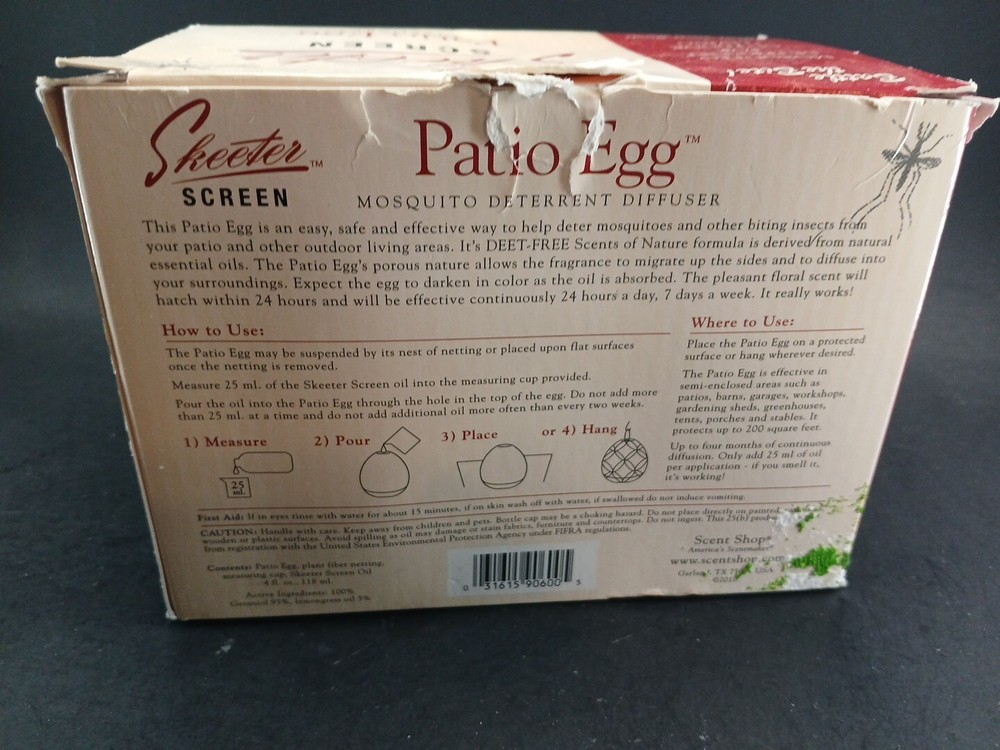 SCREEN
Skeeter™
SCREEN
Patio Egg™
MOSQUITO DETERRENT DIFFUSER
This Patio Egg is an easy, safe and effective way to help deter mosquitoes and other biting insects from
your patio and other outdoor living areas. It's DEET-FREE Scents of Nature formula is derived from natural
essential oils. The Patio Egg's porous nature allows the fragrance to migrate up the sides and to diffuse into
your surroundings. Expect the egg to darken in color as the oil is absorbed. The pleasant floral scent will
hatch within 24 hours and will be effective continuously 24 hours a day, 7 days a week. It really works!
How to Use:
The Patio Egg may be suspended by its nest of netting or placed upon flat surfaces
once the netting is removed.
Measure 25 ml. of the Skeeter Screen oil into the measuring cup provided.
Pour the oil into the Patio Egg through the hole in the top of the egg. Do not add more
than 25 ml. at a time and do not add additional oil more often than every two weeks.
1) Measure 2) Pour 3) Place or 4) Hang
25
ml.
Where to Use:
Place the Patio Egg on a protected
surface or hang wherever desired.
The Patio Egg is effective in
semi-enclosed areas such as
patios, barns, garages, workshops,
gardening sheds, greenhouses,
tents, porches and stables. It
protects up to 200 square feet.
Up to four months of continuous
diffusion. Only add 25 ml of oil
per application - if you smell it,
it's working!
First Aid: If in eyes rinse with water for about 15 minutes, if on skin wash off with water, if swallowed do not induce vomiting.
CAUTION: Handle with care. Keep away from children and pets. Bottle cap may be a choking hazard. Do not place directly on painted,
wooden or plastic surfaces. Avoid spilling as oil may damage or stain fabrics, furniture and countertops. Do not ingest. This 25(b)
from registration with the United States Environmental Protection Agency under FIFRA regulations.
Contents: Patio Egg, plant fiber netting,
measuring cup, Skeeter Screen Oil
4 fl. oz., 118 ml.
Active Ingredients: 100%
Geraniol 95%, lemongrass oil 5%
0 31615 90600 5
Scent Shop
"America's Scentmaker"
www.scentshop.com
TX USA
©2010